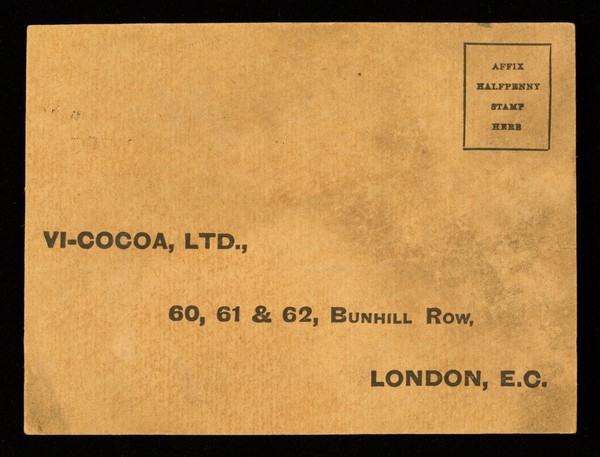 AFFIX
HALFPENNY
STAMP
HERE
VI-COCOA, LTD.,
60, 61 & 62, BUNHILL ROW,
LONDON, E.C.